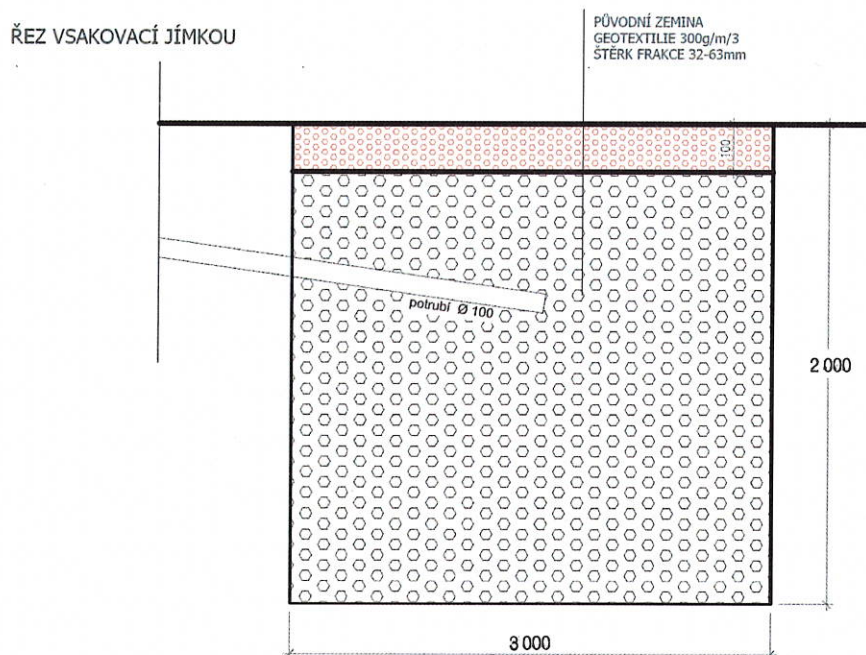 ŘEZ VSAKOVACÍ JÍMKOU
PŮVODNÍ ZEMINA
GEOTEXTILIE 300g/m/3
ŠTĚRK FRAKCE 32-63mm
100
potrubí Ø 100
2 000
3 000